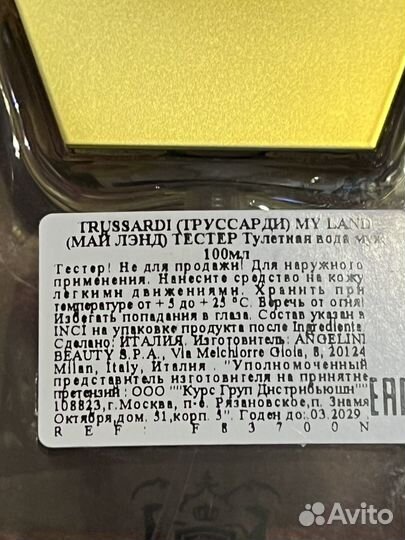 TRUSSARDI (ТРУССАРДИ) MY LAND
(МАЙ ЛЭНД) ТЕСТЕР Тулетная вода муж
100мл
Тестер! Не для продажи! Для наружного
применения. Нанесите средство на кожу
легкими движениями. Хранить при
температуре от + 5 до + 25 °С. Беречь от огня!
Избегать попадания в глаза. Состав указан в
INCI на упаковке продукта после Ingredients.
Сделано: ИТАЛИЯ. Изготовитель: ANGELINI
BEAUTY S.P.A., Via Melchiorre Gioia, 8, 20124
Milan, Italy, Италия . "Уполномоченный
представитель изготовителя на принятие
претензий: ООО ""Курс Груп Дистрибьюшн""
108823, г.Москва, п-е. Рязановское, п. Знамя
Октября, дом. 31, корп. 3". Годен до: 03.2029
REF: F83700N
EAC
Avito